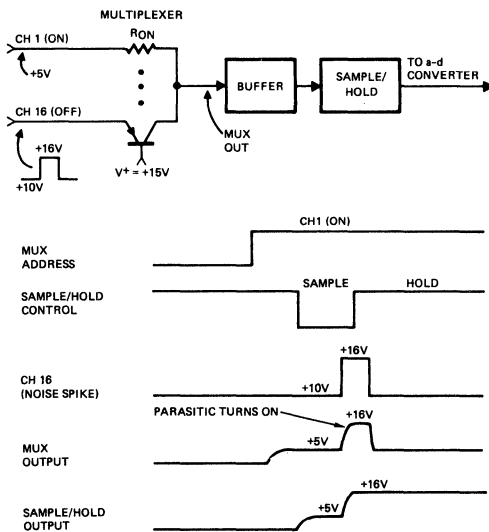 MULTIPLEXER
CH 1 (ON)
RON
+5V
CH 16 (OFF)
+16V
+10V
V+ = +15V
MUX
OUT
BUFFER
SAMPLE/
HOLD
TO a-d
CONVERTER
MUX
ADDRESS
CH1 (ON)
SAMPLE/HOLD
CONTROL
SAMPLE
HOLD
CH 16
(NOISE SPIKE)
+10V
+16V
PARASITIC TURNS ON
MUX
OUTPUT
+5V
+16V
SAMPLE/HOLD
OUTPUT
+5V
+16V